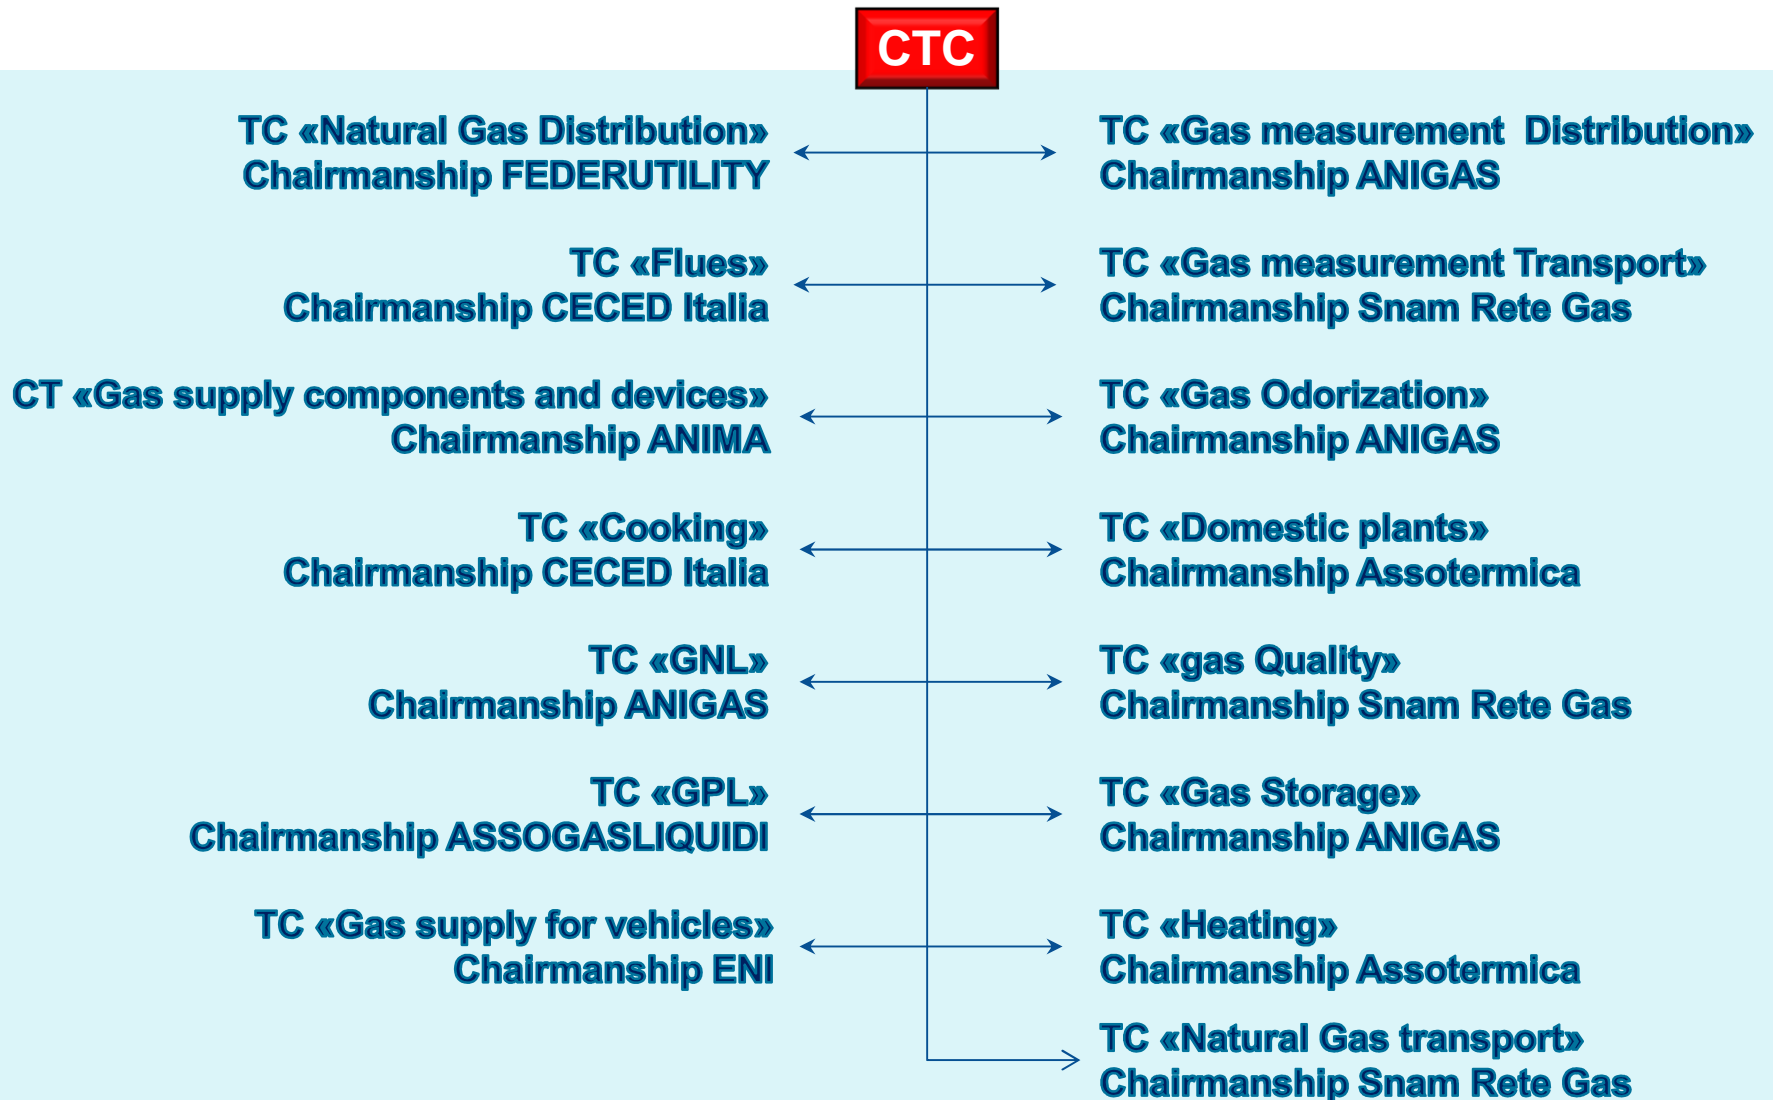 CTC
TC «Natural Gas Distribution»
Chairmanship FEDERUTILITY
TC «Gas measurement  Distribution»
Chairmanship ANIGAS
TC «Flues»
Chairmanship CECED Italia
TC «Gas measurement Transport»
Chairmanship Snam Rete Gas
CT «Gas supply components and devices»
Chairmanship ANIMA
TC «Gas Odorization»
Chairmanship ANIGAS
TC «Cooking»
Chairmanship CECED Italia
TC «Domestic plants»
Chairmanship Assotermica
TC «GNL»
Chairmanship ANIGAS
TC «gas Quality»
Chairmanship Snam Rete Gas
TC «GPL»
Chairmanship ASSOGASLIQUIDI
TC «Gas Storage»
Chairmanship ANIGAS
TC «Gas supply for vehicles»
Chairmanship ENI
TC «Heating»
Chairmanship Assotermica
TC «Natural Gas transport»
Chairmanship Snam Rete Gas